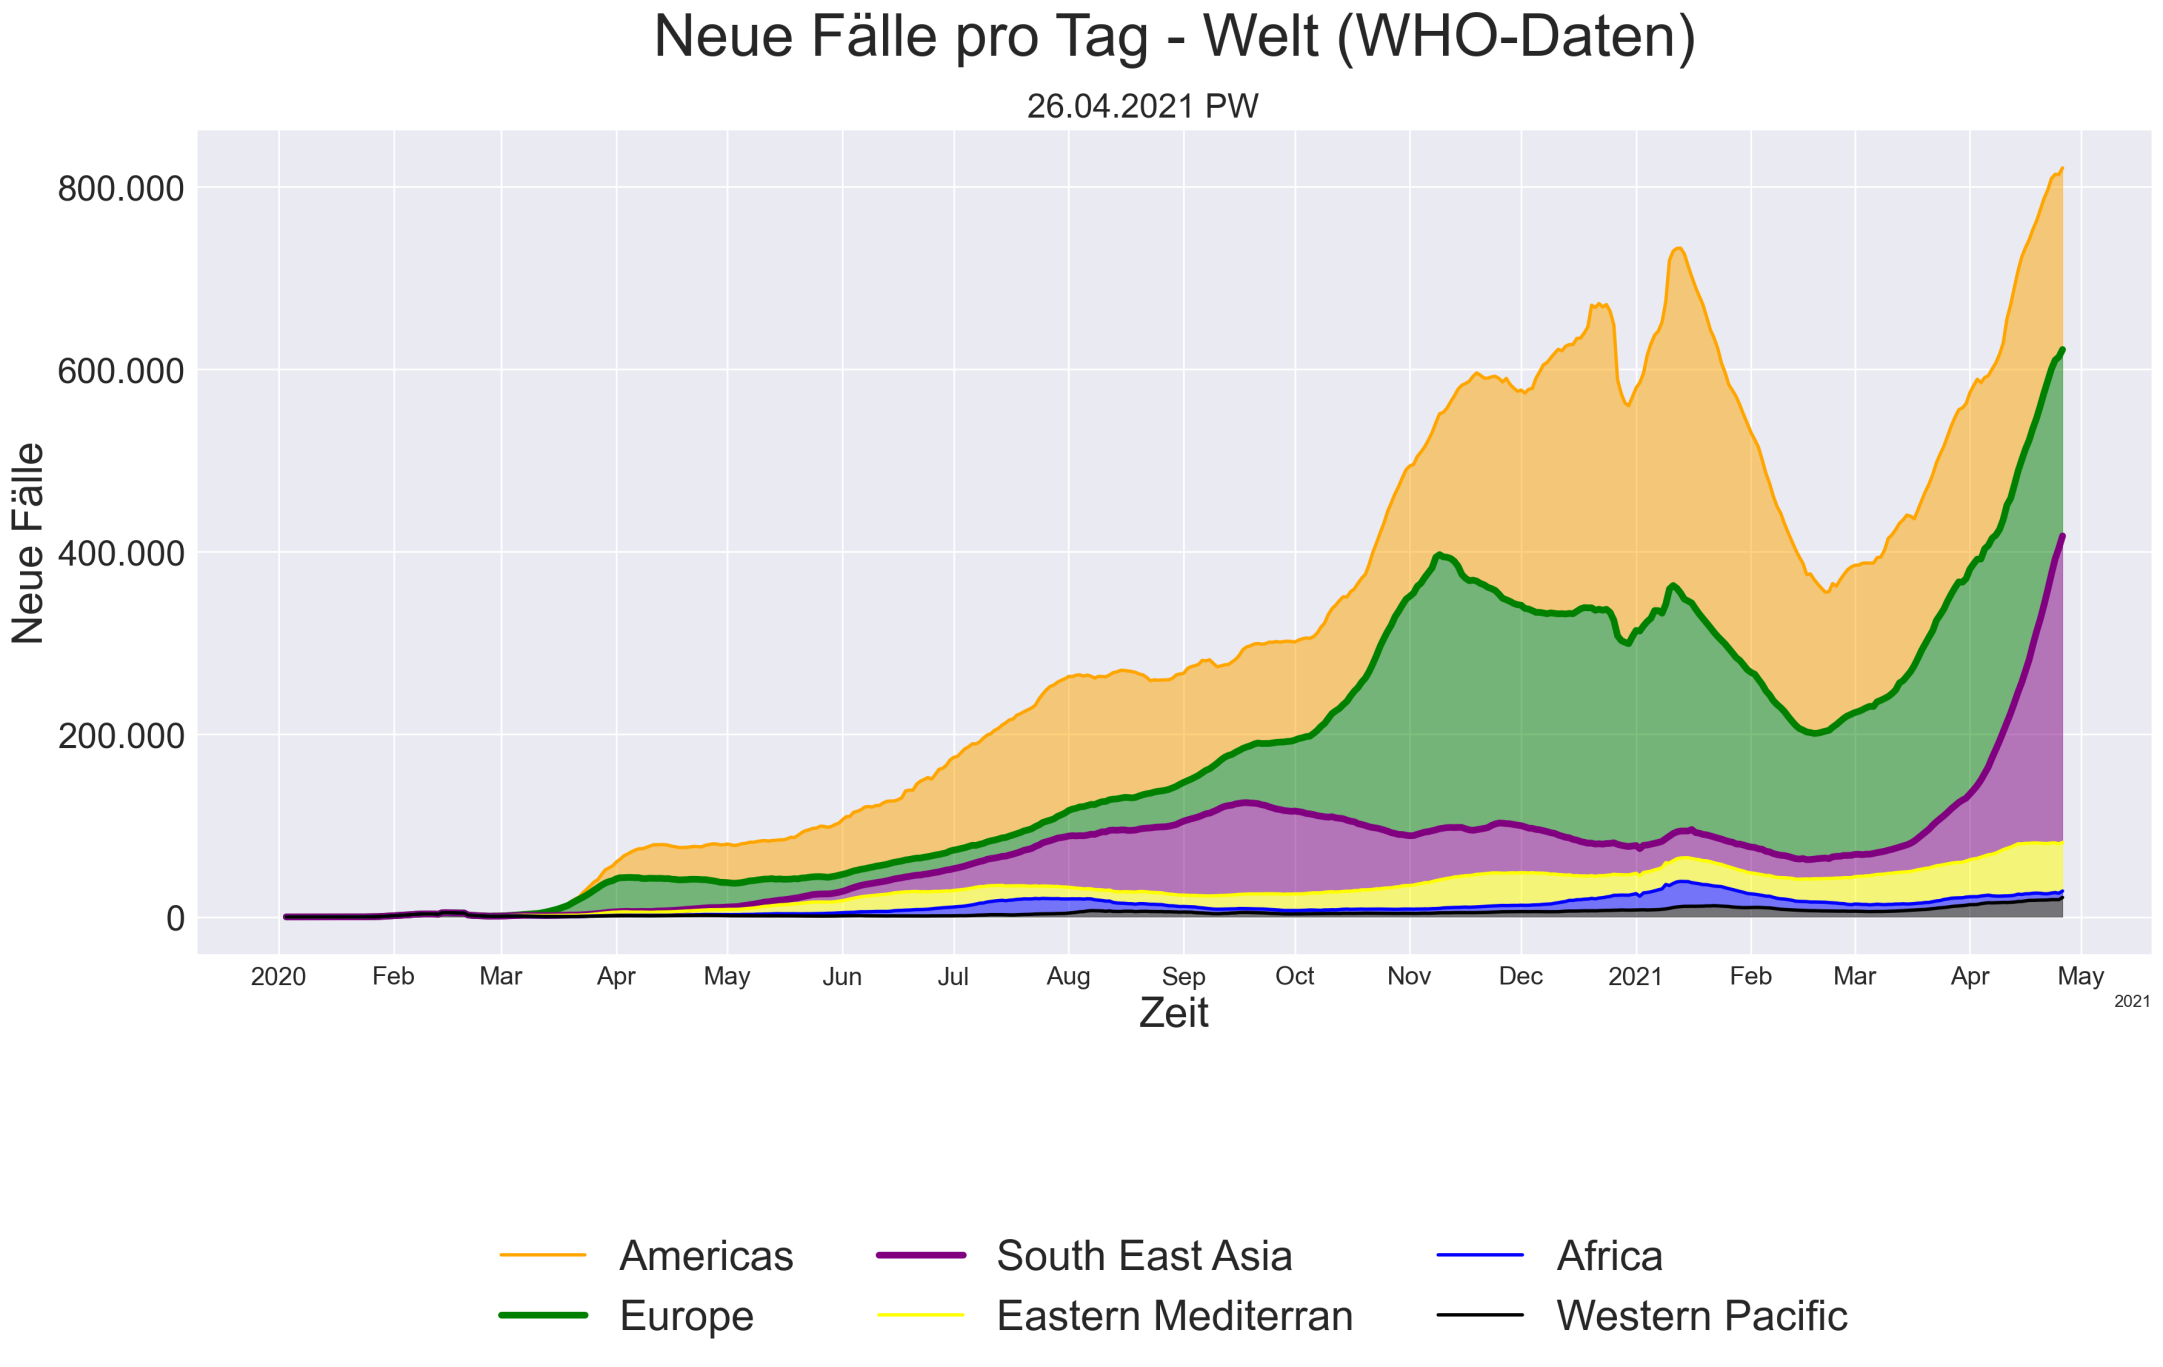 Neue Fälle pro Tag - Welt (WHO-Daten)
26.04.2021 PW
Neue Fälle
800.000
600.000
400.000
200.000
0
2020 Feb Mar Apr May Jun Jul Aug Sep Oct Nov Dec 2021 Feb Mar Apr May
2021
Zeit
Americas South East Asia Africa
Europe Eastern Mediterran Western Pacific